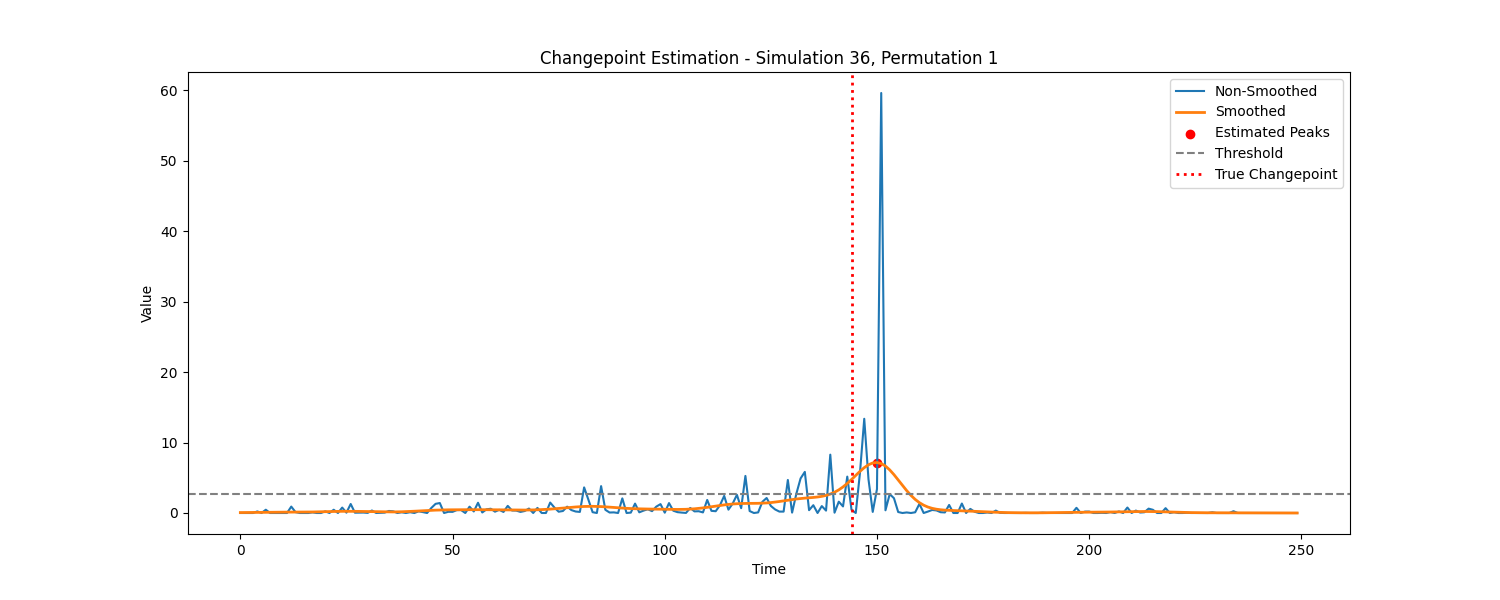 Changepoint Estimation - Simulation 36, Permutation 1
Non-Smoothed
Smoothed
Estimated Peaks
Threshold
True Changepoint
Value
60
50
40
30
20
10
0
0
50
100
150
200
250
Time